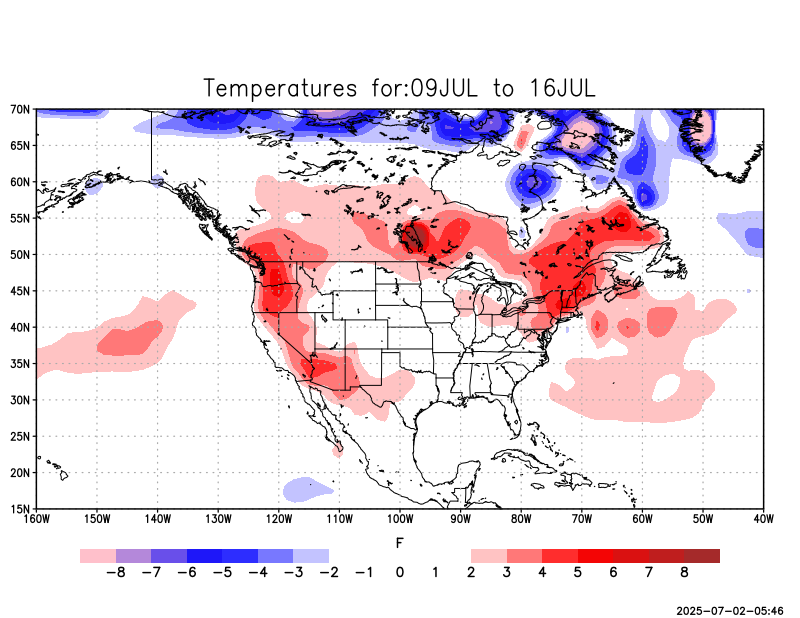 Temperatures for:09JUL to 16JUL
70N
65N
60N
55N
50N
45N
40N
35N
30N
25N
20N
15N
160W 150W 140W 130W 120W 110W 100W 90W 80W 70W 60W 50W 40W
F
-8 -7 -6 -5 -4 -3 -2 -1 0 1 2 3 4 5 6 7 8
2025-07-02-05:46